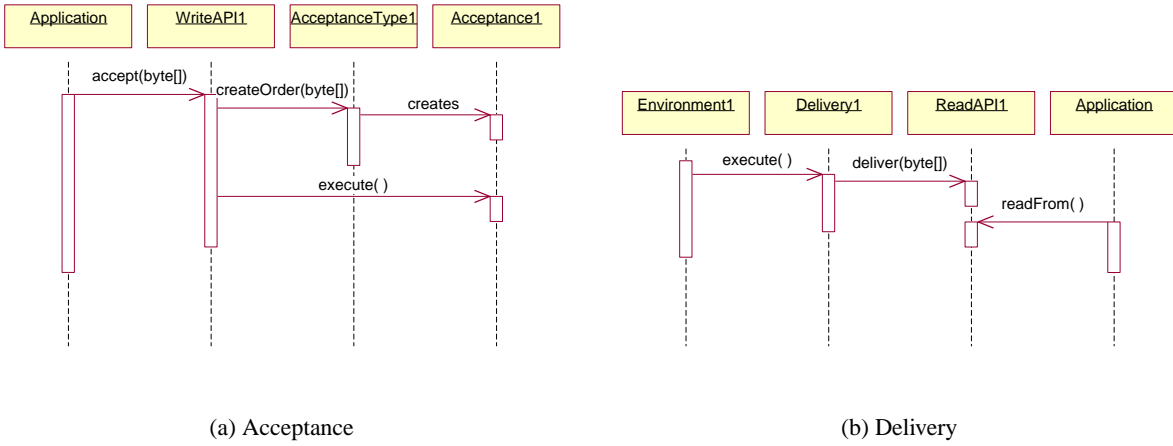 Application
WriteAPI1
AcceptanceType1
Acceptance1
accept(byte[])
createOrder(byte[])
creates
execute( )
(a) Acceptance
Environment1
Delivery1
ReadAPI1
Application
execute( )
deliver(byte[])
readFrom( )
(b) Delivery